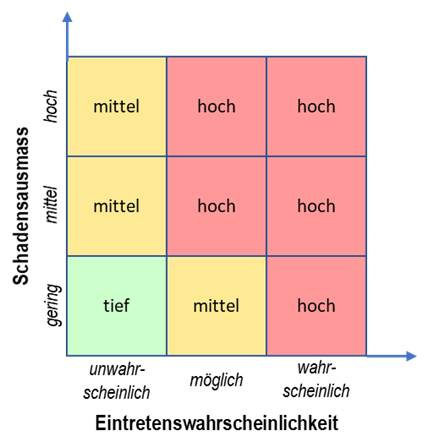 Schadensausmass
hoch
mittel hoch hoch
mittel
mittel hoch hoch
gering
tief mittel hoch
unwahr-
scheinlich
möglich
wahr-
scheinlich
Eintretenswahrscheinlichkeit